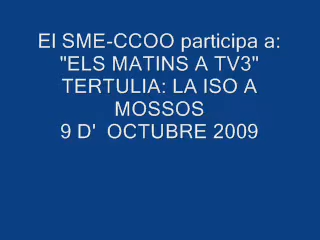 El SME-CCOO participa a:
"ELS MATINS A TV3"
TERTULIA: LA ISO A
MOSSOS
9 D'  OCTUBRE 2009